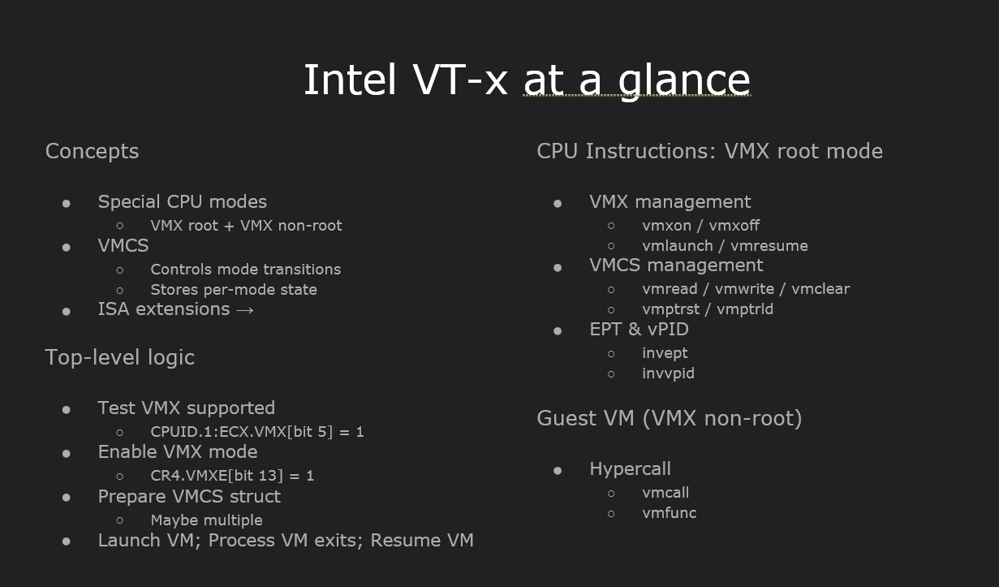 Intel VT-x at a glance
Concepts
● Special CPU modes
○ VMX root + VMX non-root
● VMCS
○ Controls mode transitions
○ Stores per-mode state
● ISA extensions →
Top-level logic
● Test VMX supported
○ CPUID.1:ECX.VMX[bit 5] = 1
● Enable VMX mode
○ CR4.VMXE[bit 13] = 1
● Prepare VMCS struct
○ Maybe multiple
● Launch VM; Process VM exits; Resume VM
CPU Instructions: VMX root mode
● VMX management
○ vmxon / vmxoff
○ vmlaunch / vmresume
● VMCS management
○ vmread / vmwrite / vmclear
○ vmptrst / vmptrld
● EPT & vPID
○ invept
○ invvpid
Guest VM (VMX non-root)
● Hypercall
○ vmcall
○ vmfunc